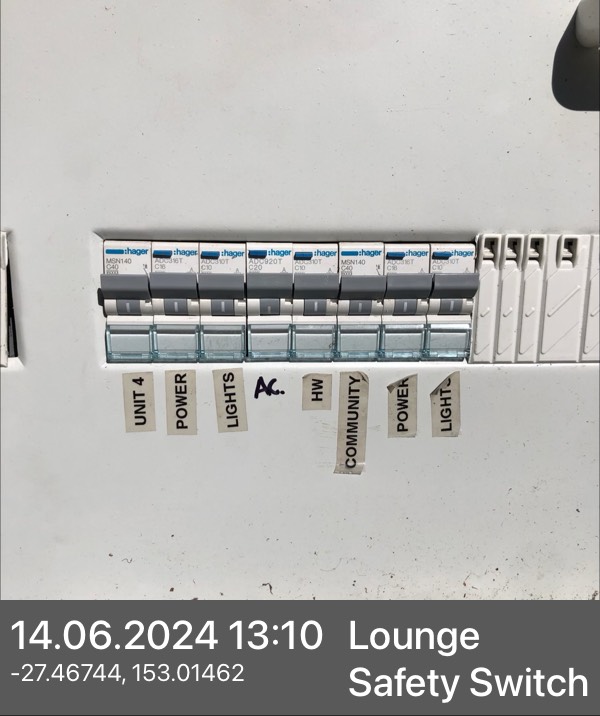 :hager :hager :hager :hager :hager :hager :hager :hager
MSN140 ADC316T ADC310T ADC920T ADC310T MSN140 ADC316T ADC310T
C40 C16 C10 C20 C10 C40 C16 C10
UNIT 4
POWER
LIGHTS
AC.
HW
COMMUNITY
POWER
LIGHTS
14.06.2024 13:10
-27.46744, 153.01462
Lounge
Safety Switch